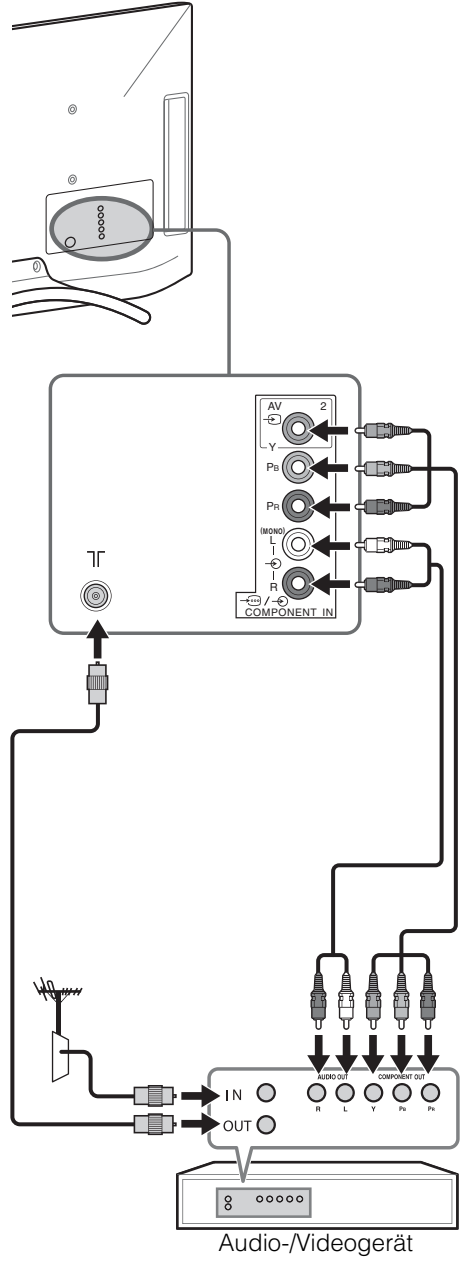 AV 2
Y
PB
PR
(MONO)
L
R
/
COMPONENT IN
AUDIO OUT COMPONENT OUT
R L Y PB PR
IN
OUT
Audio-/Videogerät